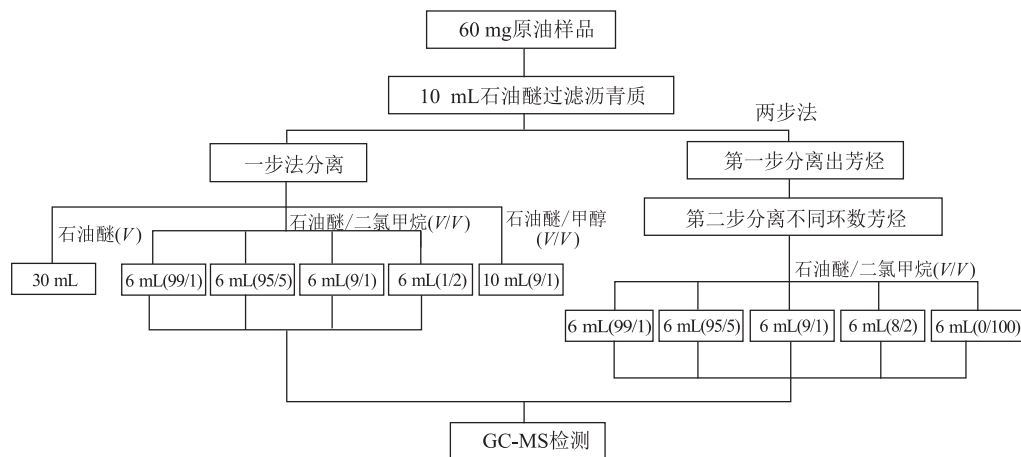 60 mg原油样品
10 mL石油醚过滤沥青质
两步法
一步法分离
第一步分离出芳烃
石油醚(V)
石油醚/二氯甲烷(V/V)
石油醚/甲醇
(V/V)
第二步分离不同环数芳烃
30 mL
6 mL(99/1)
6 mL(95/5)
6 mL(9/1)
6 mL(1/2)
10 mL(9/1)
石油醚/二氯甲烷(V/V)
6 mL(99/1)
6 mL(95/5)
6 mL(9/1)
6 mL(8/2)
6 mL(0/100)
GC-MS检测